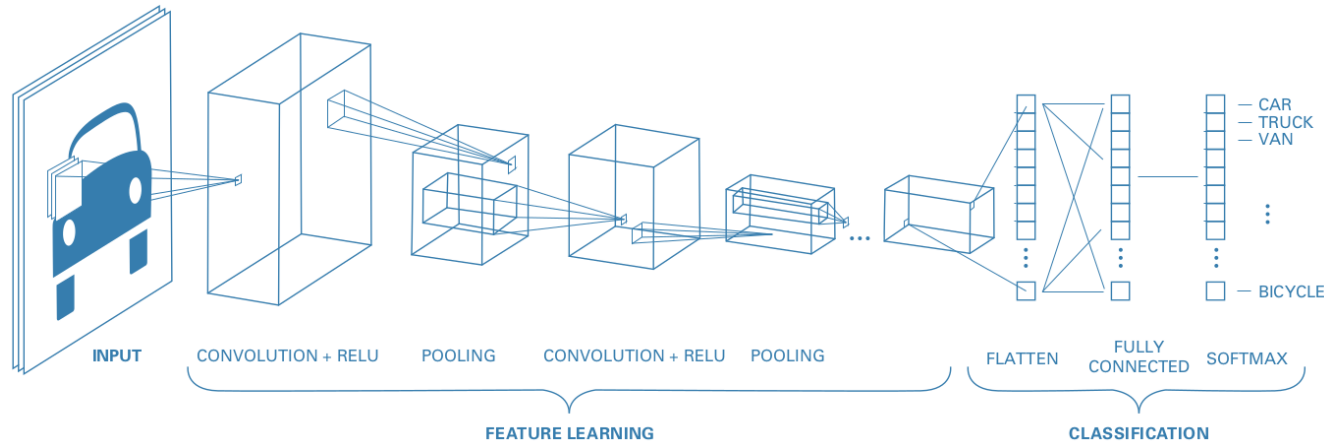 CAR
TRUCK
VAN
BICYCLE
INPUT
CONVOLUTION + RELU
POOLING
CONVOLUTION + RELU
POOLING
FLATTEN
FULLY
CONNECTED
SOFTMAX
FEATURE LEARNING
CLASSIFICATION